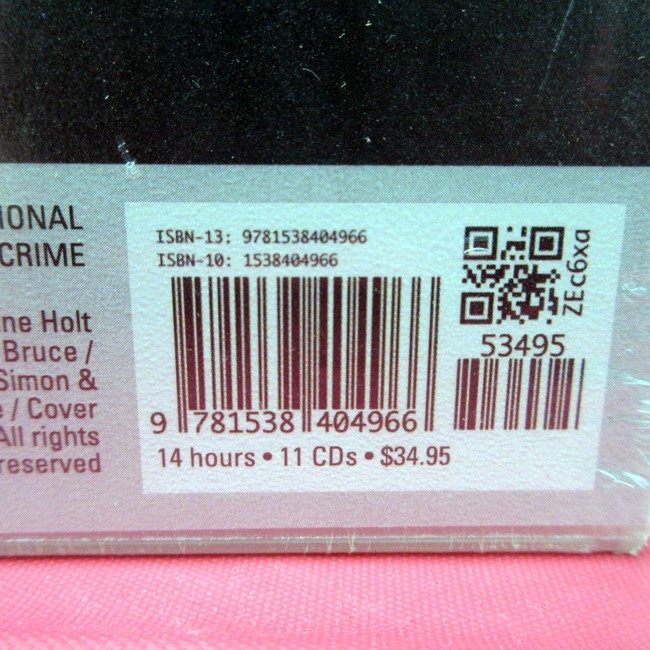 IONAL
CRIME
ne Holt
Bruce /
Simon &
e / Cover
All rights
reserved
ISBN-13: 9781538404966
ISBN-10: 1538404966
ZEc6xa
53495
9 781538 404966
14 hours • 11 CDs • $34.95